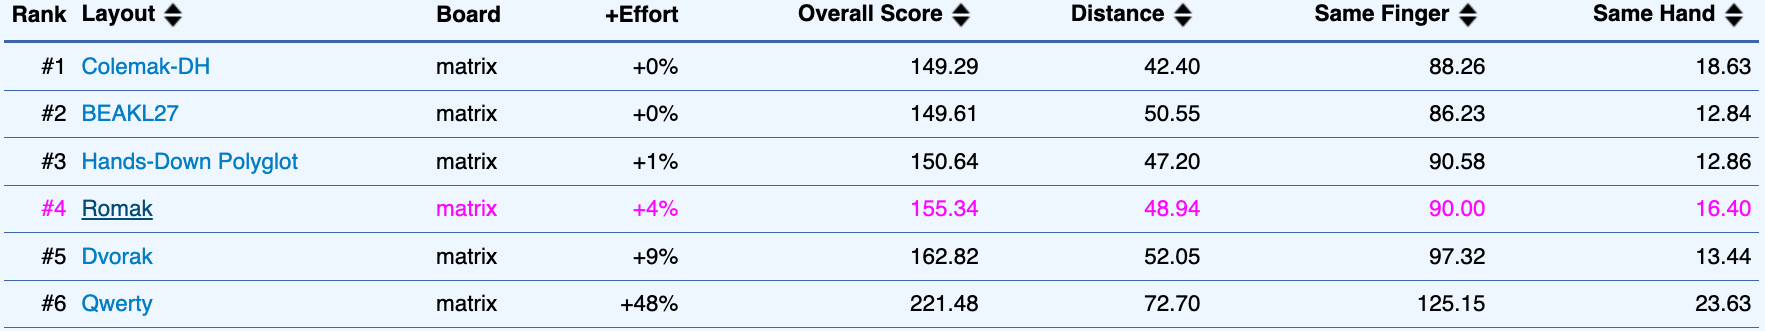 Rank Layout Board +Effort Overall Score Distance Same Finger Same Hand
#1 Colemak-DH matrix +0% 149.29 42.40 88.26 18.63
#2 BEAKL27 matrix +0% 149.61 50.55 86.23 12.84
#3 Hands-Down Polyglot matrix +1% 150.64 47.20 90.58 12.86
#4 Romak matrix +4% 155.34 48.94 90.00 16.40
#5 Dvorak matrix +9% 162.82 52.05 97.32 13.44
#6 Qwerty matrix +48% 221.48 72.70 125.15 23.63